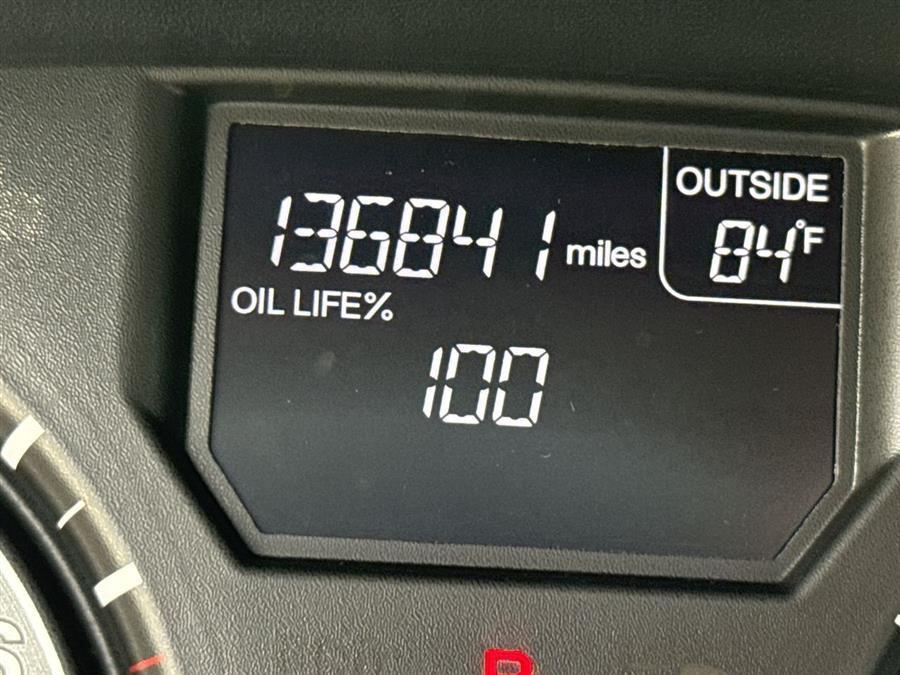 136841 miles
OUTSIDE
84°F
OIL LIFE%
100
P